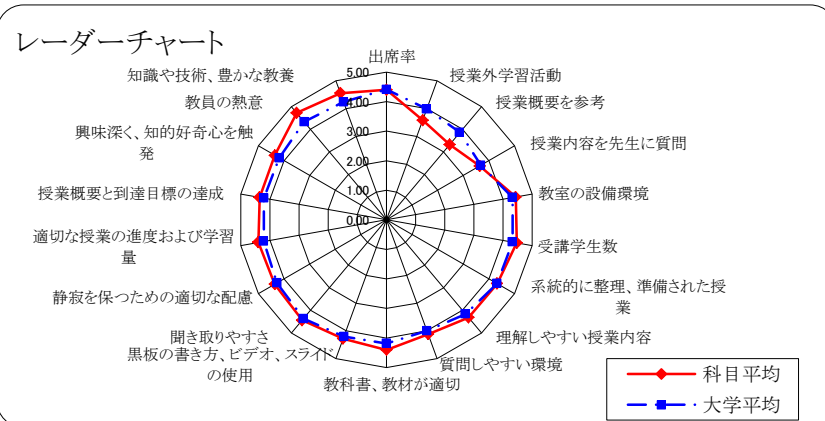 レーダーチャート
出席率
授業外学習活動
授業概要を参考
授業内容を先生に質問
教室の設備環境
受講学生数
系統的に整理、準備された授
業
理解しやすい授業内容
質問しやすい環境
教科書、教材が適切
黒板の書き方、ビデオ、スライド
の使用
聞き取りやすさ
静寂を保つための適切な配慮
適切な授業の進度および学習
量
授業概要と到達目標の達成
興味深く、知的好奇心を触
発
教員の熱意
知識や技術、豊かな教養
5.00
4.00
3.00
2.00
1.00
0.00
科目平均
大学平均